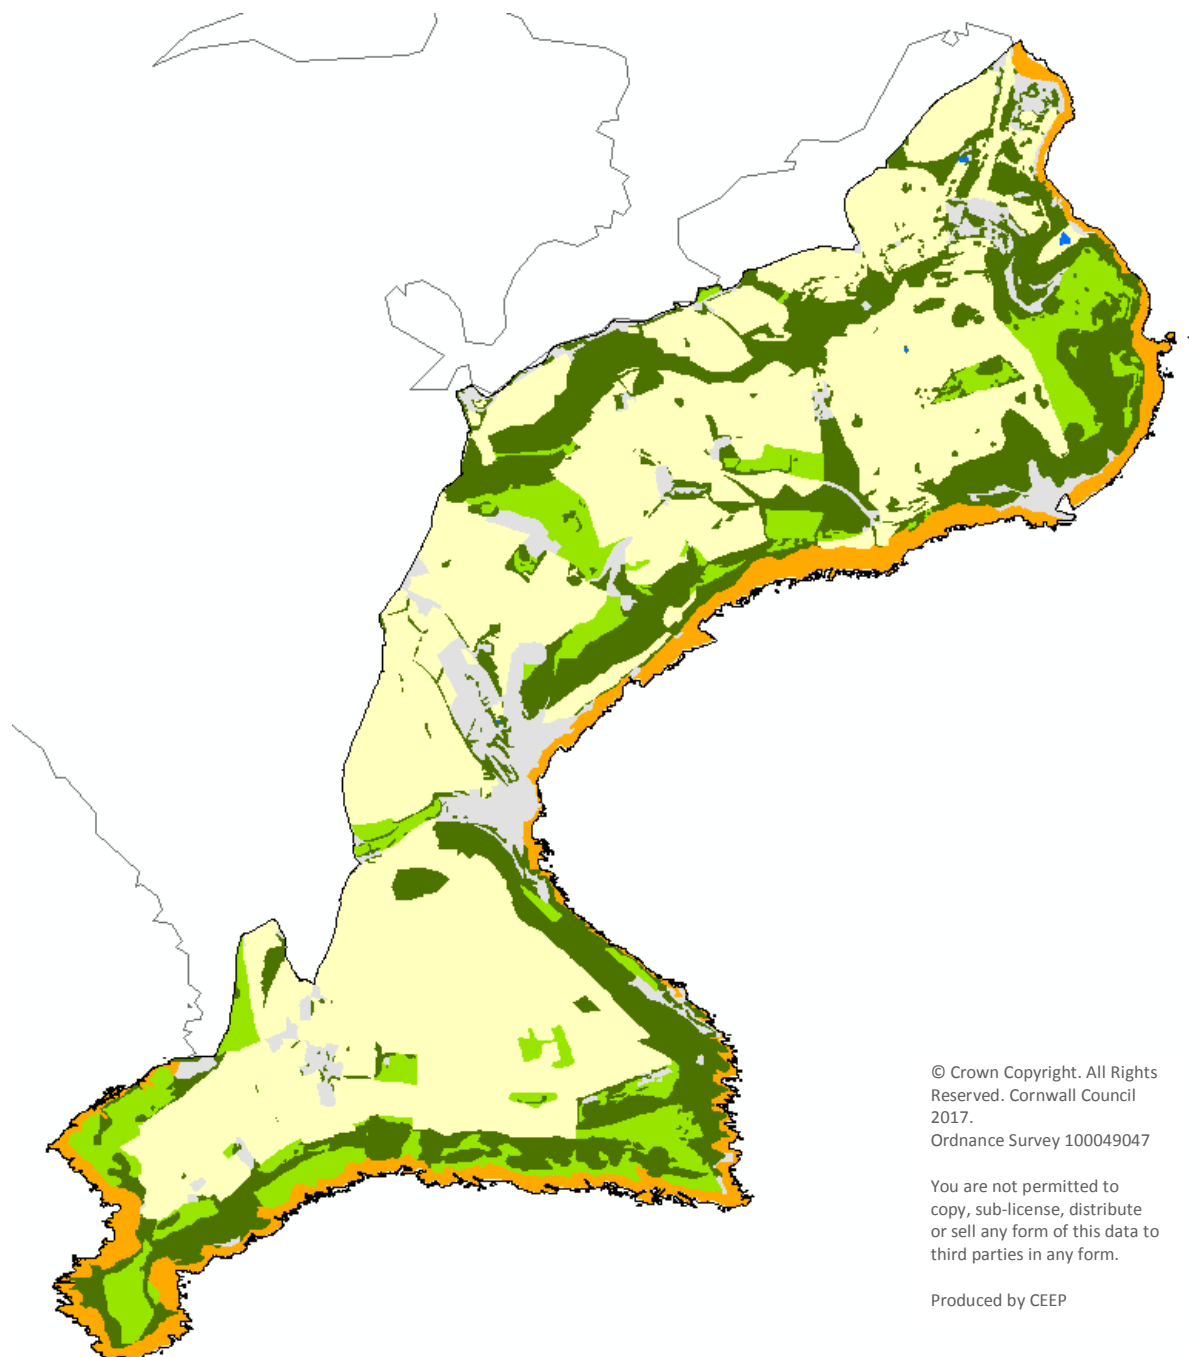 © Crown Copyright. All Rights
Reserved. Cornwall Council
2017.
Ordnance Survey 100049047
You are not permitted to
copy, sub-license, distribute
or sell any form of this data to
third parties in any form.
Produced by CEEP